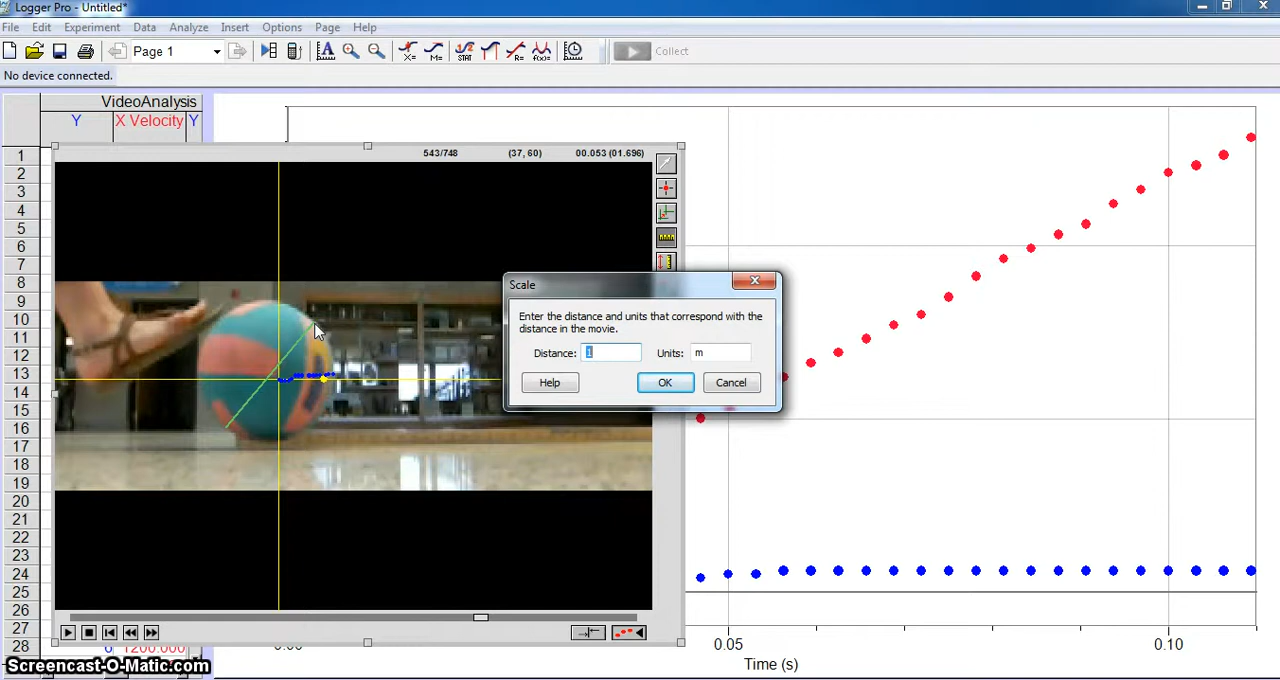 Logger Pro - Untitled*
File Edit Experiment Data Analyze Insert Options Page Help
Page 1 Collect
No device connected.
VideoAnalysis
Y X Velocity Y
543/748 (37, 60) 00.053 (01.696)
1
2
3
4
5
6
7
8
9
10
11
12
13
14
15
16
17
18
19
20
21
22
23
24
25
26
27
28
Scale
Enter the distance and units that correspond with the
distance in the movie.
Distance: 1 Units: m
Help OK Cancel
0.05 0.10
Time (s)
Screencast-O-Matic.com